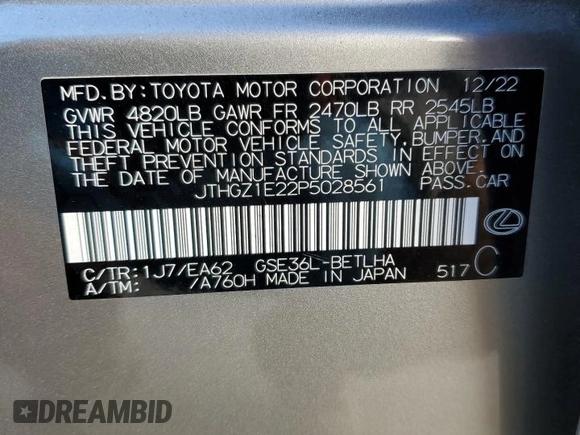 MFD. BY: TOYOTA MOTOR CORPORATION 12/22
GVWR 4820LB GAWR FR 2470LB RR 2545LB
THIS VEHICLE CONFORMS TO ALL APPLICABLE
FEDERAL MOTOR VEHICLE SAFETY, BUMPER, AND
THEFT PREVENTION STANDARDS IN EFFECT ON
THE DATE OF MANUFACTURE SHOWN ABOVE.
JTHGZ1E22P5028561 PASS. CAR
C/TR: 1J7/EA62 GSE36L-BETLHA
A/TM: /A760H MADE IN JAPAN 517 C
DREAMBID